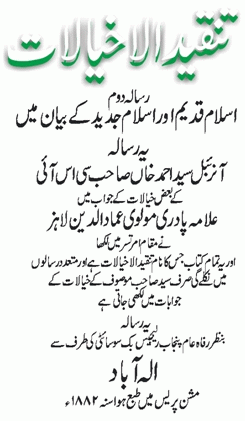 تنقید الاخیالات
رسالہ دوم
اسلام قدیم اور اسلام جدید کے بیان میں
یہ رسالہ
آنرئبل سید احمد خاں صاحب سی اس آئی
کے بعض خیالات کے جواب میں
علامہ پادری مولوی عماد الدین لاہز
نے مقام امرتسر میں لکھا
اور یہ تمام کتاب جس کا نام تنقید الاخیالات ہے اور متعدد رسالوں
میں نکلے گی صرف سید صاحب موصوف کے خیالات کے
جوابات میں لکھی جاتی ہے
یہ رسالہ
بنظر رفاہ عام پنجاب ریلیجس بک سوسائٹی کی طرف سے
الہ آباد
مشن پریس میں طبع ہوا سنہ ۱۸۸۲ء